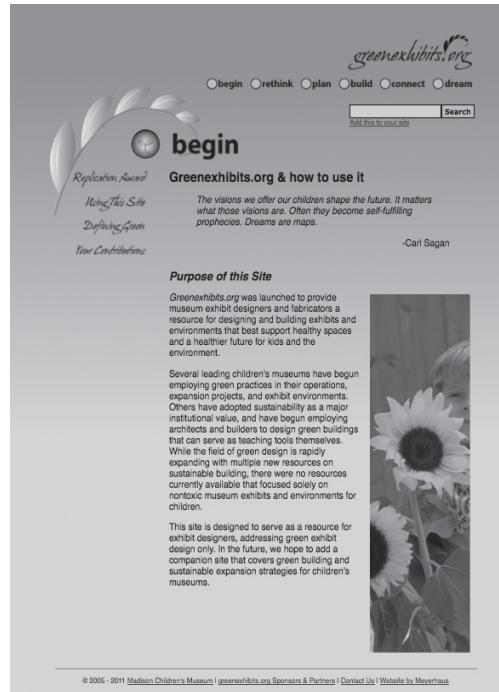 greenexhibits.org
begin rethink plan build connect dream
Search
Add this to your site
begin
Replication Award
Using This Site
Defining Green
Your Contributions
Greenexhibits.org & how to use it
The visions we offer our children shape the future. It matters
what those visions are. Often they become self-fulfilling
prophecies. Dreams are maps.
-Carl Sagan
Purpose of this Site
Greenexhibits.org was launched to provide
museum exhibit designers and fabricators a
resource for designing and building exhibits and
environments that best support healthy spaces
and a healthier future for kids and the
environment.
Several leading children's museums have begun
employing green practices in their operations,
expansion projects, and exhibit environments.
Others have adopted sustainability as a major
institutional value, and have begun employing
architects and builders to design green buildings
that can serve as teaching tools themselves.
While the field of green design is rapidly
expanding with multiple new resources on
sustainable building, there were no resources
currently available that focused solely on
nontoxic museum exhibits and environments for
children.
This site is designed to serve as a resource for
exhibit designers, addressing green exhibit
design only. In the future, we hope to add a
companion site that covers green building and
sustainable expansion strategies for children's
museums.
© 2005 - 2011 Madison Children's Museum | greenexhibits.org Sponsors & Partners | Contact Us | Website by Meyerhaus